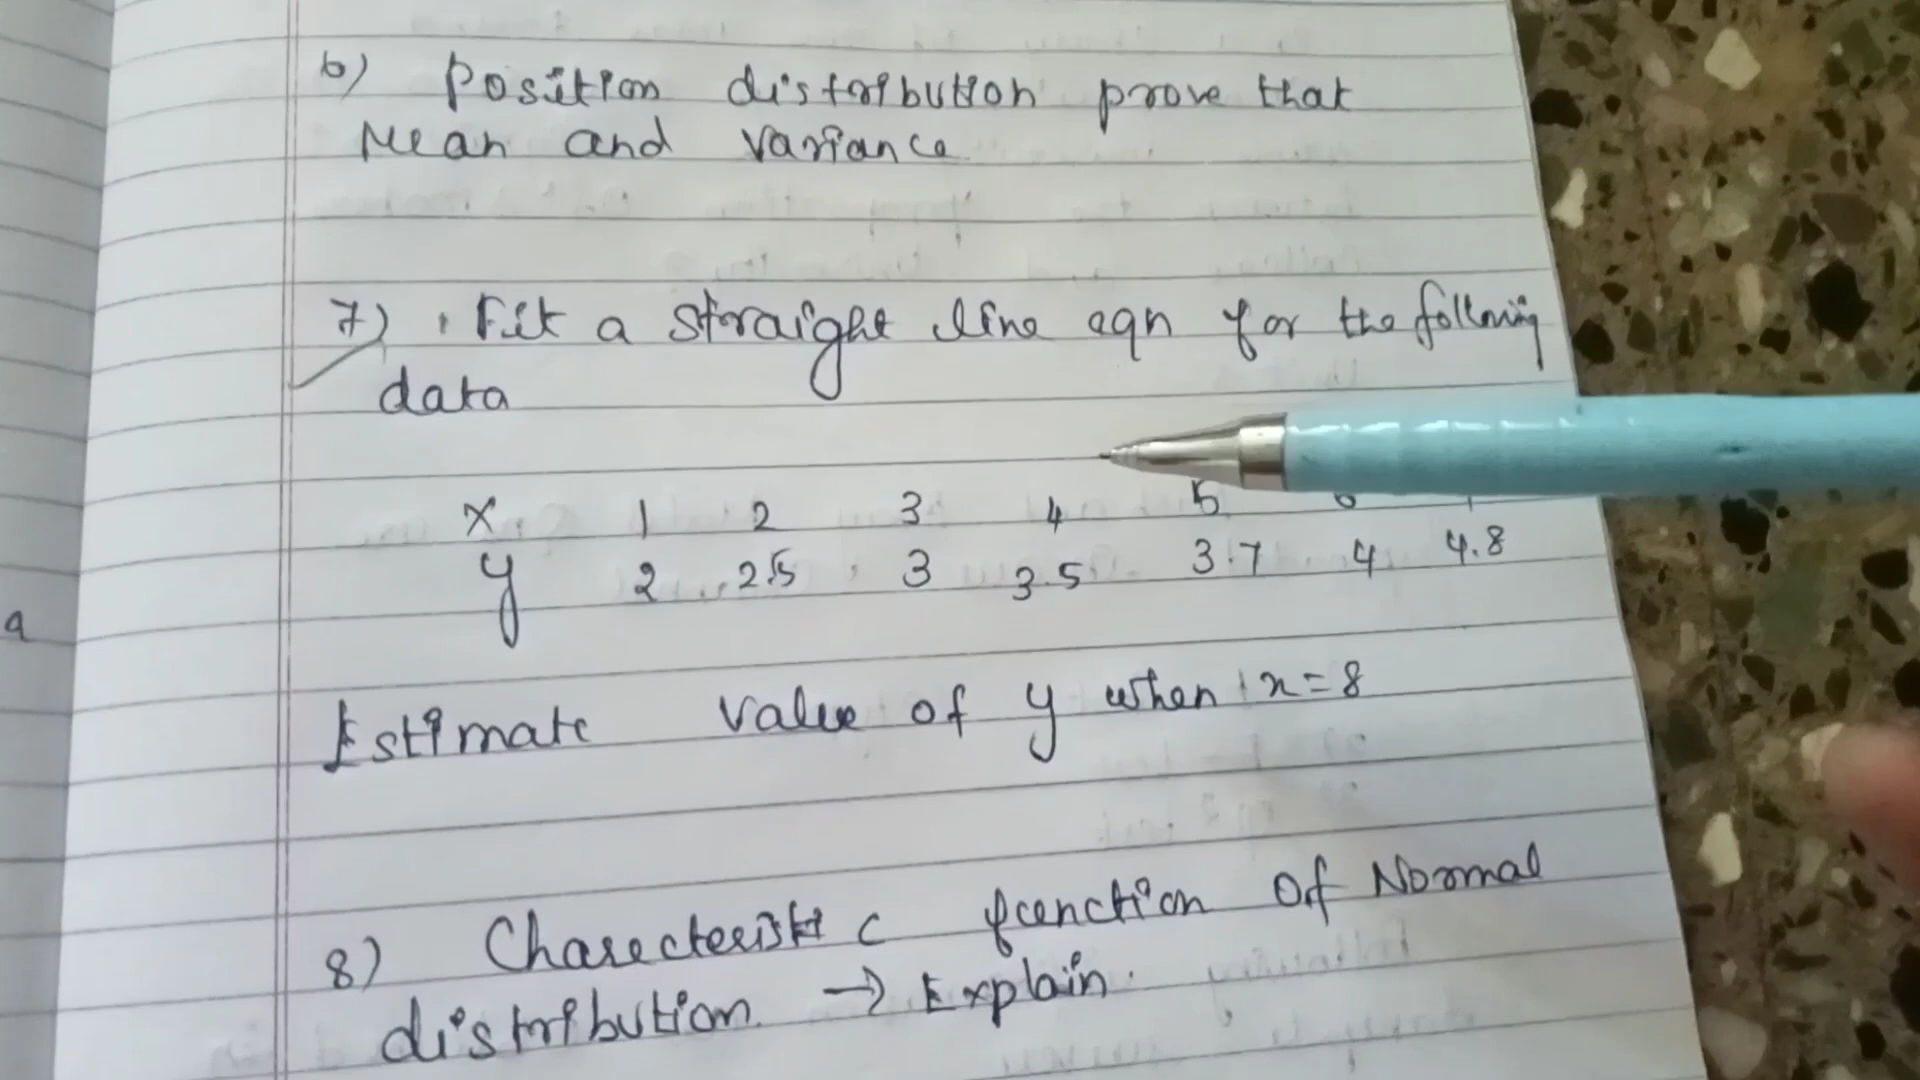 6) Position distribution prove that
Mean and variance
7) Fit a straight line eqn for the following
data
x 1 2 3 4 5 6
y 2 2.5 3 3.5 3.7 4 4.8
Estimate value of y when x=8
8) Charecteristic function of Normal
distribution → Explain.
a